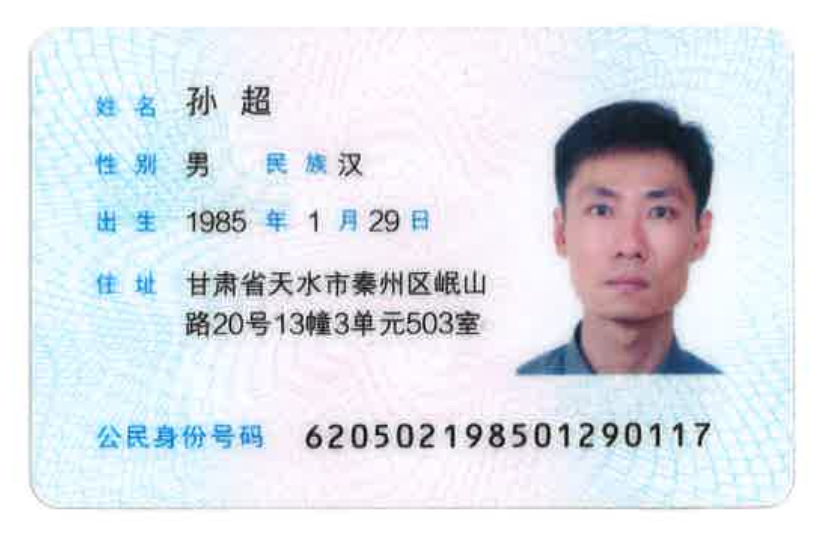 姓名 孙超
性别 男 民族 汉
出生 1985 年 1 月 29 日
住址 甘肃省天水市秦州区岷山
路20号13幢3单元503室
公民身份号码 620502198501290117